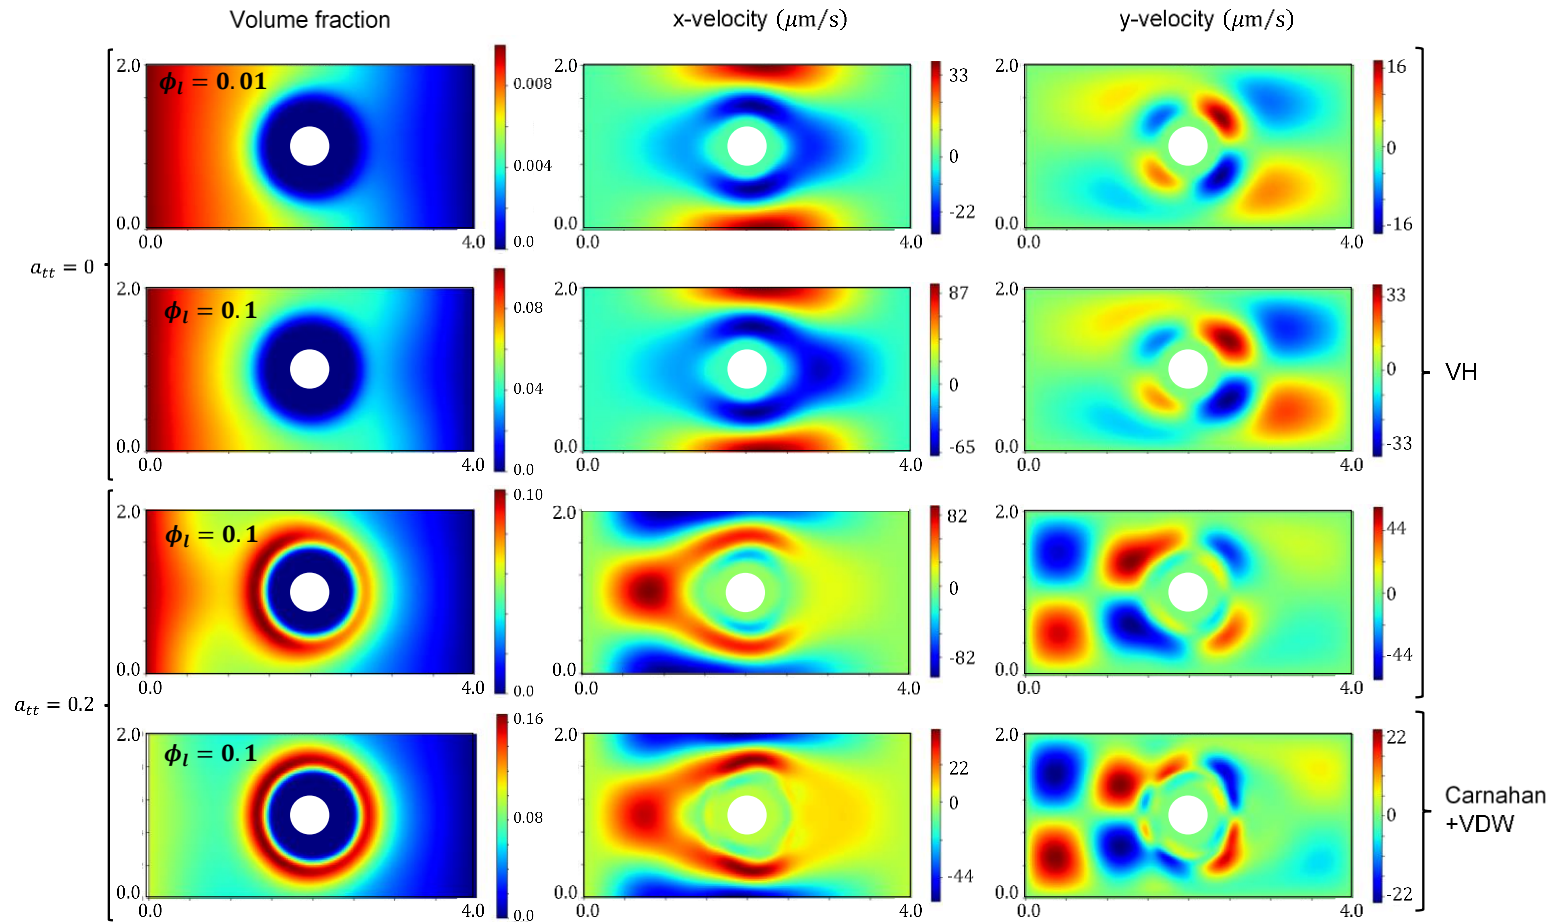 Volume fraction x-velocity (μm/s) y-velocity (μm/s)
2.0 ϕ_l = 0.01 0.008 2.0 33 2.0 16
0.004 0 0
0.0 0.0 0.0 -22 0.0 -16
0.0 4.0 0.0 4.0 0.0 4.0
a_tt = 0
2.0 ϕ_l = 0.1 0.08 2.0 87 2.0 33
0.04 0 0
VH
0.0 0.0 0.0 -65 0.0 -33
0.0 4.0 0.0 4.0 0.0 4.0
2.0 ϕ_l = 0.1 0.10 2.0 82 2.0 44
0 0
0.0 0.0 0.0 -82 0.0 -44
0.0 4.0 0.0 4.0 0.0 4.0
a_tt = 0.2
2.0 ϕ_l = 0.1 0.16 2.0 22 2.0 22
0.08 0 0
Carnahan
+VDW
0.0 0.0 0.0 -44 0.0 -22
0.0 4.0 0.0 4.0 0.0 4.0